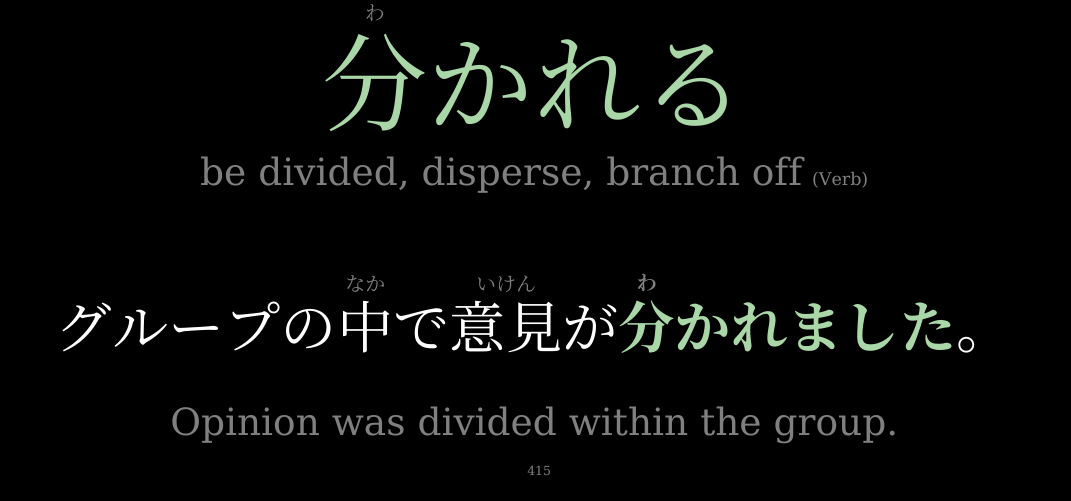 わ
分かれる
be divided, disperse, branch off (Verb)
なか いけん わ
グループの中で意見が分かれました。
Opinion was divided within the group.
415